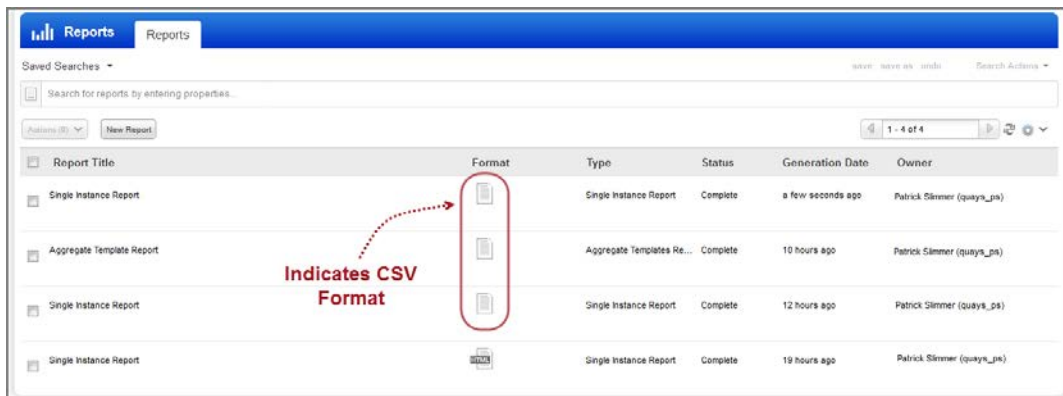 Reports Reports
Saved Searches
save save as undo Search Actions
Search for reports by entering properties...
Actions (0) New Report 1 - 4 of 4
Report Title Format Type Status Generation Date Owner
Single Instance Report Single Instance Report Complete a few seconds ago Patrick Slimmer (quays_ps)
Aggregate Template Report Aggregate Templates Re... Complete 10 hours ago Patrick Slimmer (quays_ps)
Indicates CSV
Format
Single Instance Report Single Instance Report Complete 12 hours ago Patrick Slimmer (quays_ps)
Single Instance Report HTML Single Instance Report Complete 19 hours ago Patrick Slimmer (quays_ps)